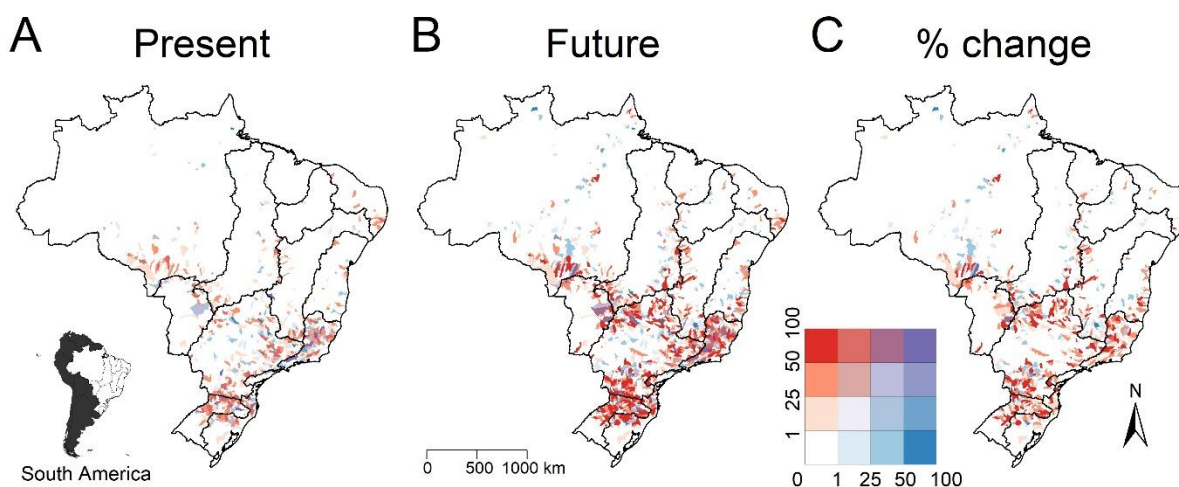 A Present
B Future
C % change
South America
0 500 1000 km
100
50
25
1
0 1 25 50 100
N